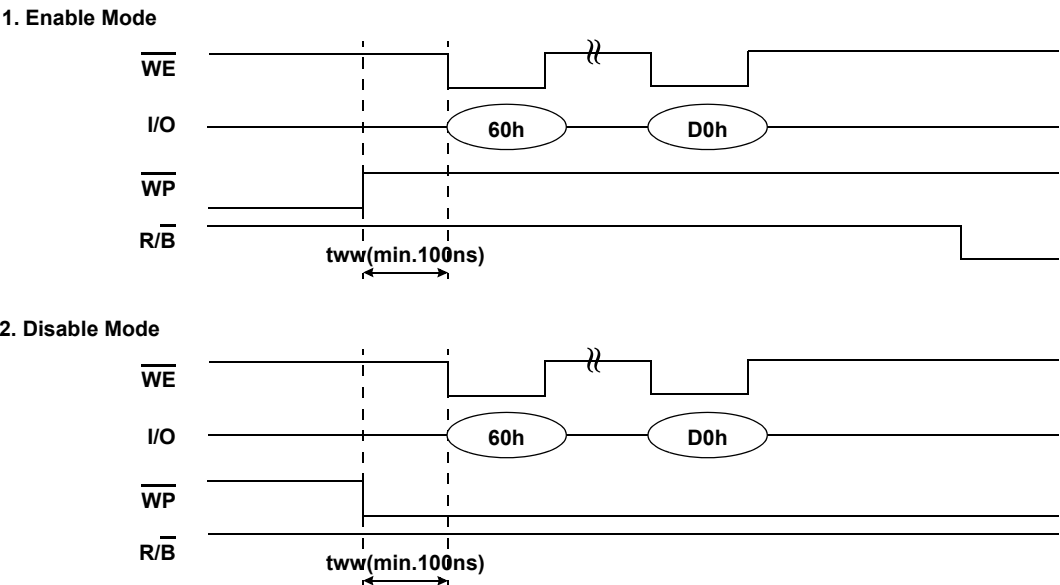 1. Enable Mode
WE
I/O 60h D0h
WP
R/B
tww(min.100ns)
2. Disable Mode
WE
I/O 60h D0h
WP
R/B
tww(min.100ns)